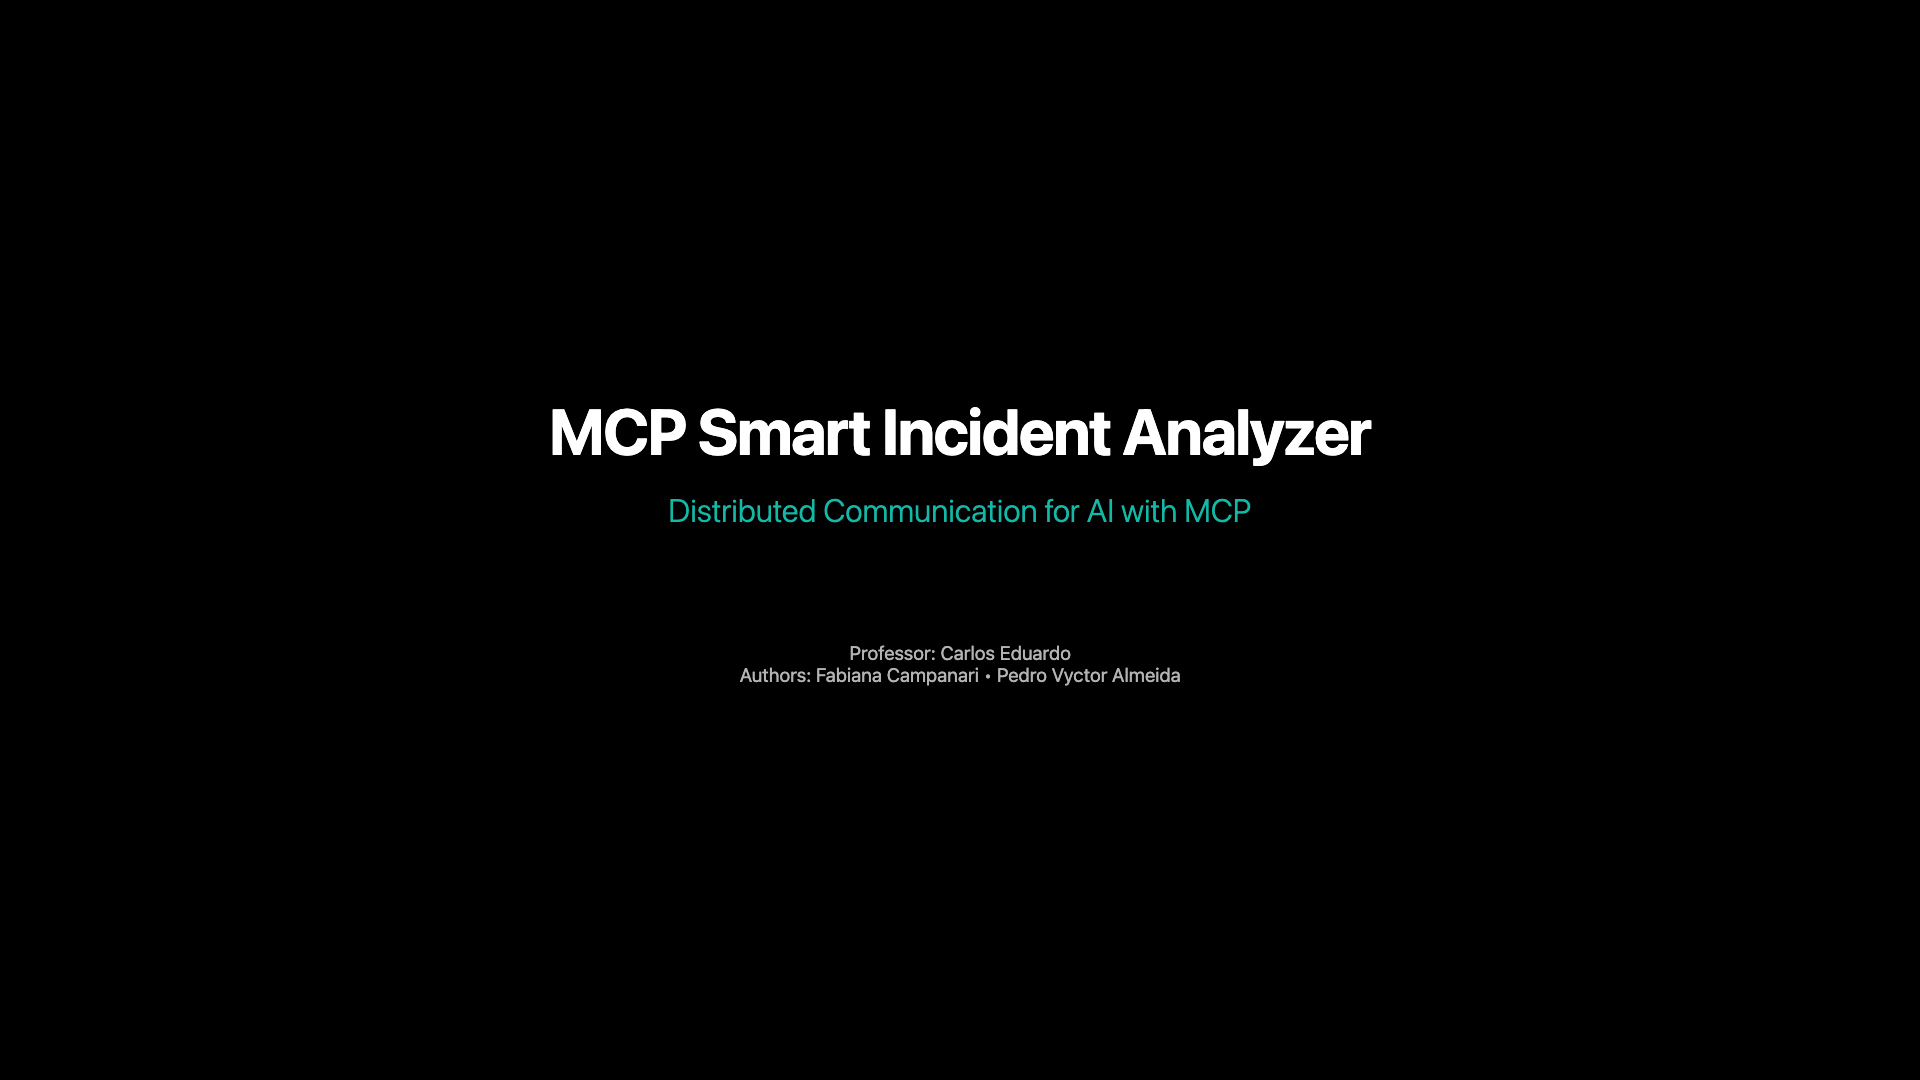 MCP Smart Incident Analyzer
Distributed Communication for AI with MCP
Professor: Carlos Eduardo
Authors: Fabiana Campanari • Pedro Vyctor Almeida